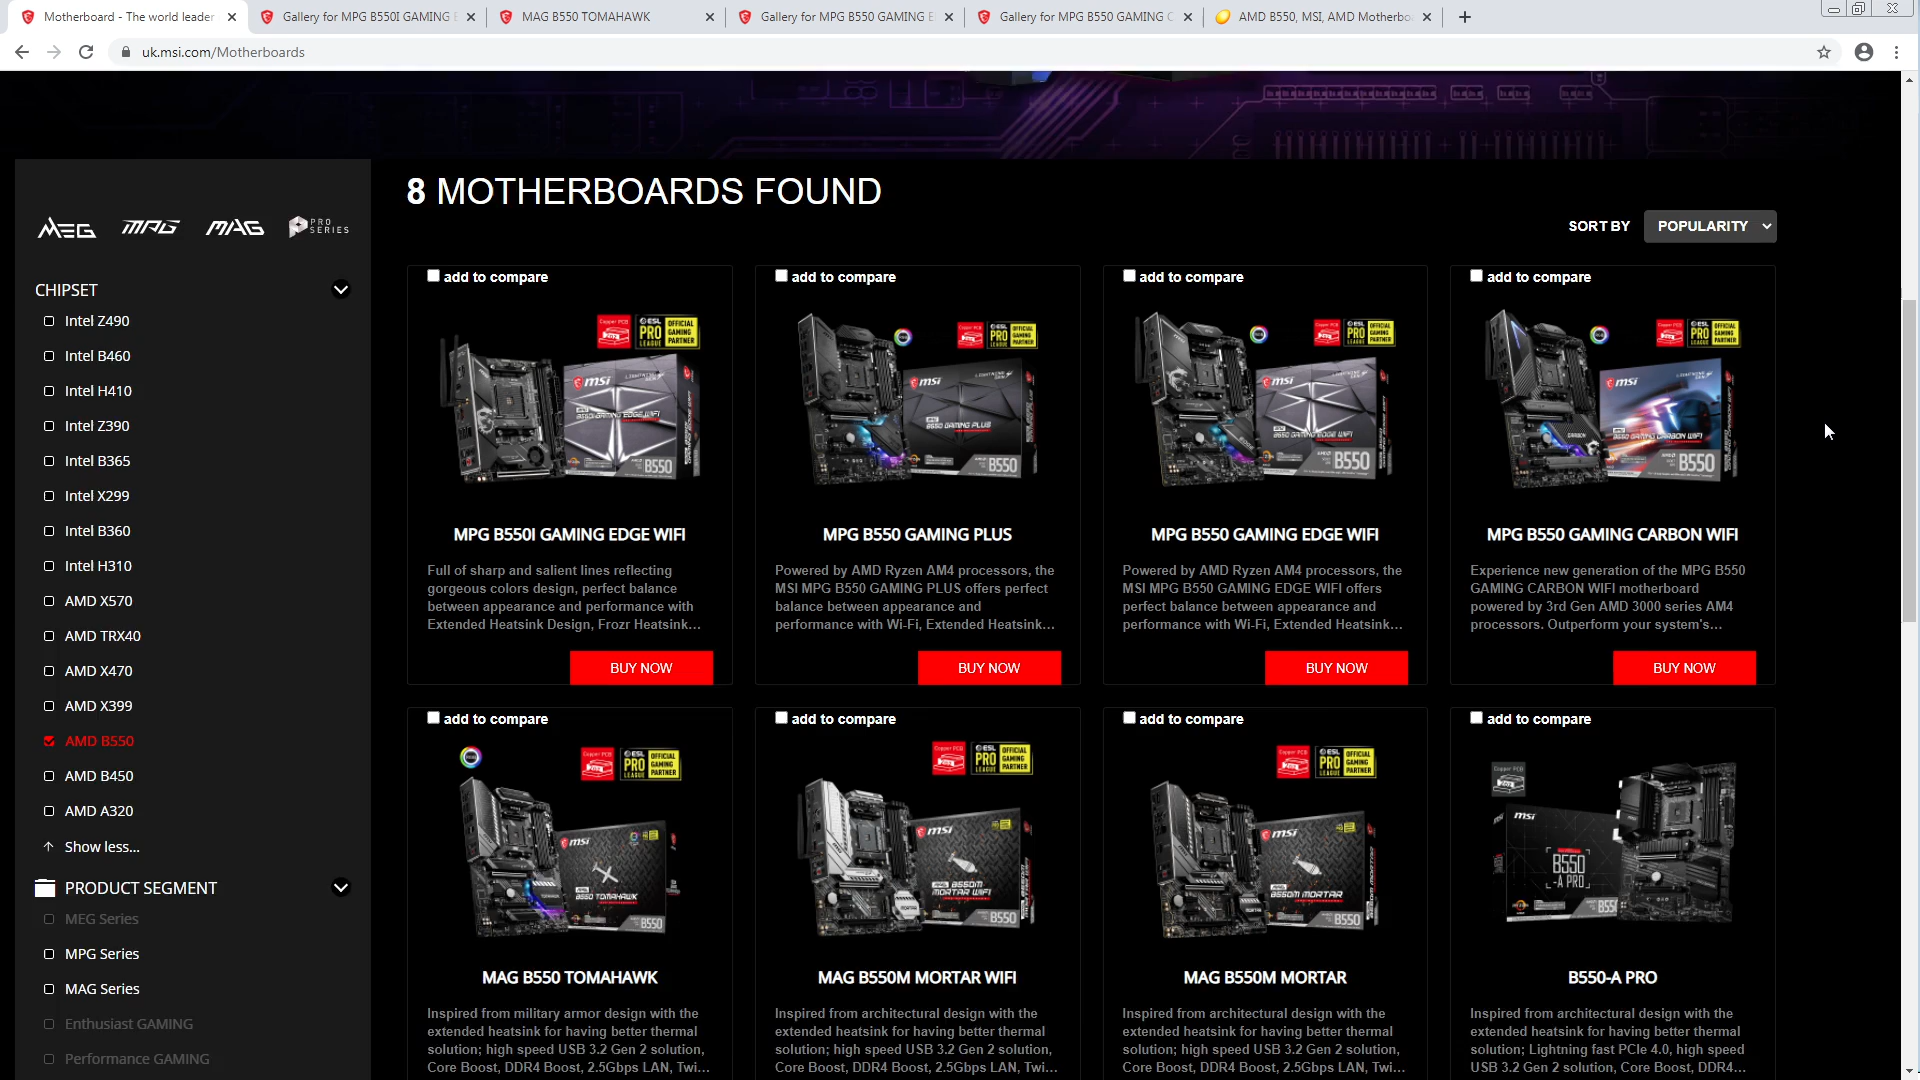 Motherboard - The world leader
Gallery for MPG B550I GAMING E
MAG B550 TOMAHAWK
Gallery for MPG B550 GAMING E
Gallery for MPG B550 GAMING C
AMD B550, MSI, AMD Motherbo
uk.msi.com/Motherboards
8 MOTHERBOARDS FOUND
SORT BY
POPULARITY
MEG
MPG
MAG
PRO SERIES
CHIPSET
Intel Z490
Intel B460
Intel H410
Intel Z390
Intel B365
Intel X299
Intel B360
Intel H310
AMD X570
AMD TRX40
AMD X470
AMD X399
AMD B550
AMD B450
AMD A320
Show less...
PRODUCT SEGMENT
MEG Series
MPG Series
MAG Series
Enthusiast GAMING
Performance GAMING
add to compare
MPG B550I GAMING EDGE WIFI
Full of sharp and salient lines reflecting
gorgeous colors design, perfect balance
between appearance and performance with
Extended Heatsink Design, Frozr Heatsink...
BUY NOW
add to compare
MPG B550 GAMING PLUS
Powered by AMD Ryzen AM4 processors, the
MSI MPG B550 GAMING PLUS offers perfect
balance between appearance and
performance with Wi-Fi, Extended Heatsink...
BUY NOW
add to compare
MPG B550 GAMING EDGE WIFI
Powered by AMD Ryzen AM4 processors, the
MSI MPG B550 GAMING EDGE WIFI offers
perfect balance between appearance and
performance with Wi-Fi, Extended Heatsink...
BUY NOW
add to compare
MPG B550 GAMING CARBON WIFI
Experience new generation of the MPG B550
GAMING CARBON WIFI motherboard
powered by 3rd Gen AMD 3000 series AM4
processors. Outperform your system's...
BUY NOW
add to compare
MAG B550 TOMAHAWK
Inspired from military armor design with the
extended heatsink for having better thermal
solution; high speed USB 3.2 Gen 2 solution,
Core Boost, DDR4 Boost, 2.5Gbps LAN, Twi...
add to compare
MAG B550M MORTAR WIFI
Inspired from architectural design with the
extended heatsink for having better thermal
solution; high speed USB 3.2 Gen 2 solution,
Core Boost, DDR4 Boost, 2.5Gbps LAN, Twi...
add to compare
MAG B550M MORTAR
Inspired from architectural design with the
extended heatsink for having better thermal
solution; high speed USB 3.2 Gen 2 solution,
Core Boost, DDR4 Boost, 2.5Gbps LAN, Twi...
add to compare
B550-A PRO
Inspired from architectural design with the
extended heatsink for having better thermal
solution; Lightning fast PCIe 4.0, high speed
USB 3.2 Gen 2 solution, Core Boost, DDR4...